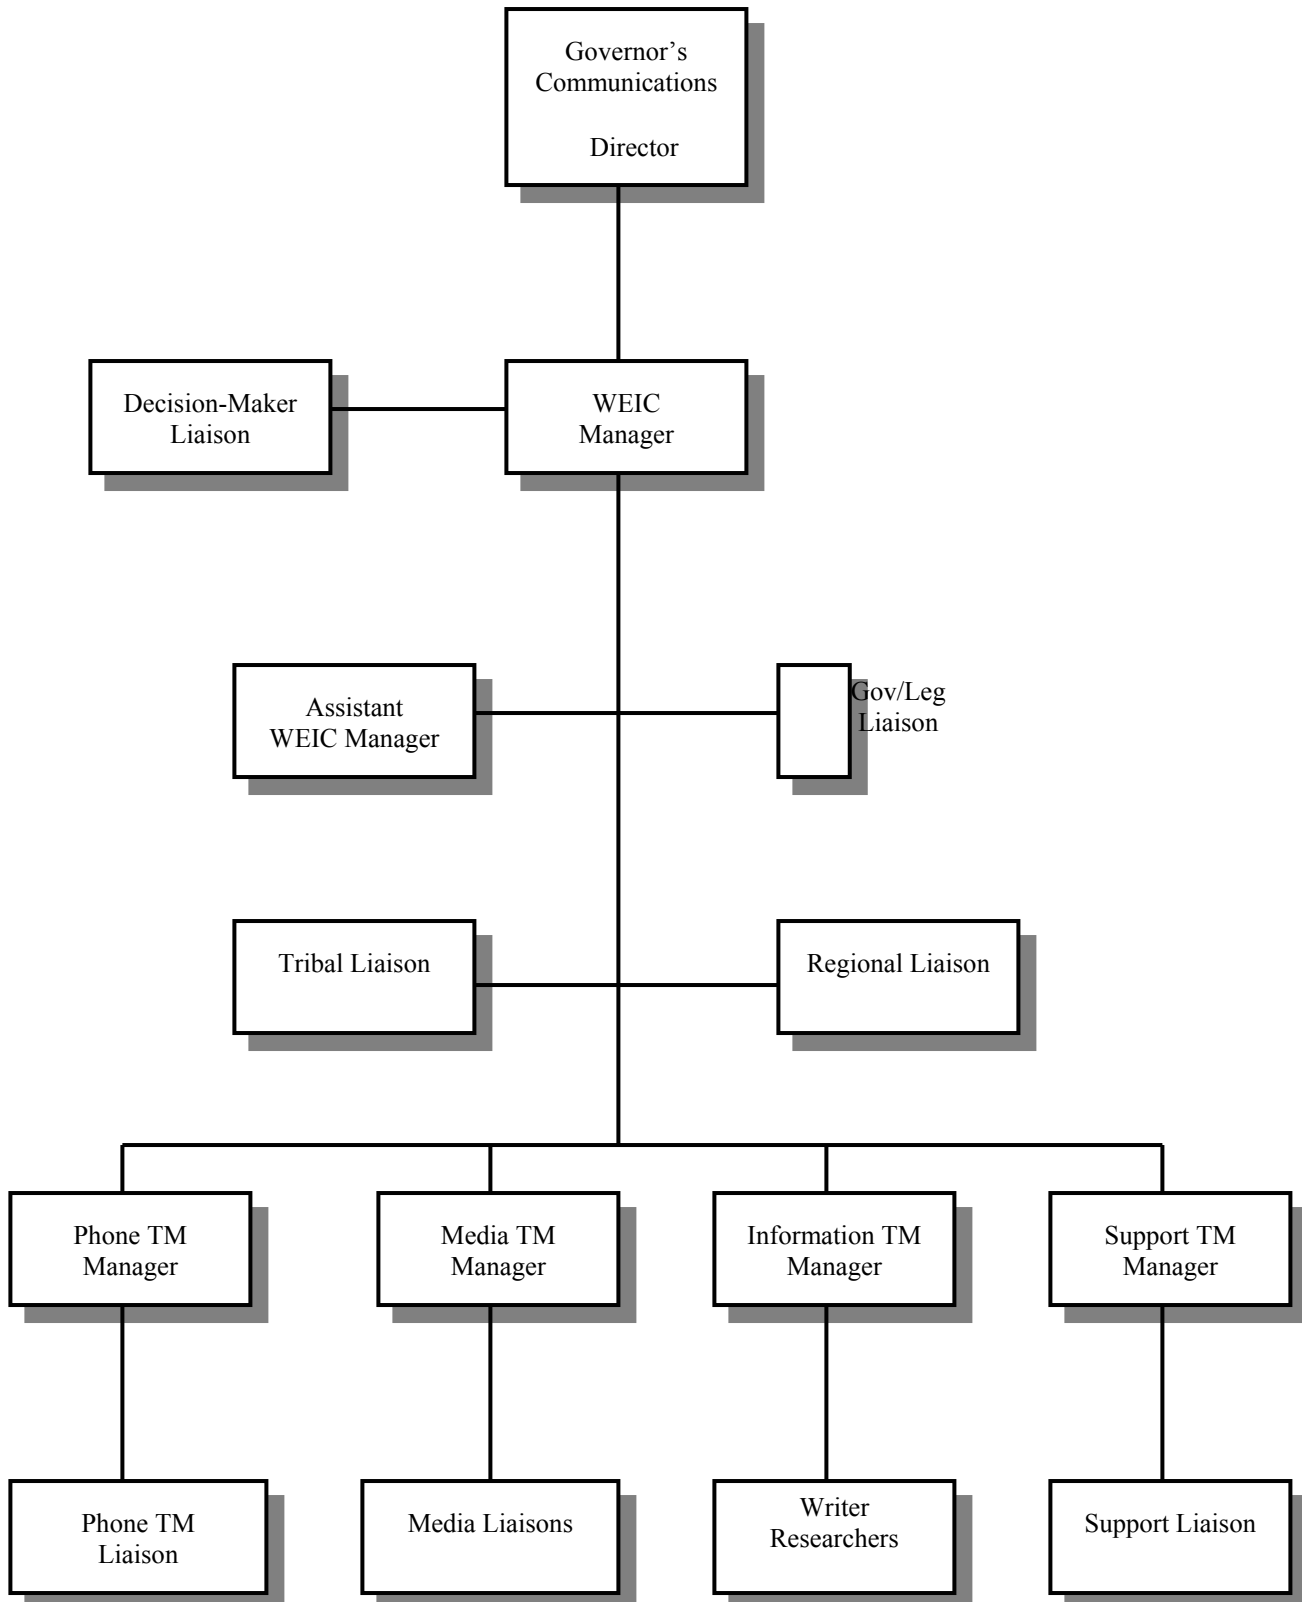 Governor’s
Communications
Director
Decision-Maker
Liaison
WEIC
Manager
Assistant
WEIC Manager
Gov/Leg
Liaison
Tribal Liaison
Regional Liaison
Phone TM
Manager
Media TM
Manager
Information TM
Manager
Support TM
Manager
Phone TM
Liaison
Media Liaisons
Writer
Researchers
Support Liaison